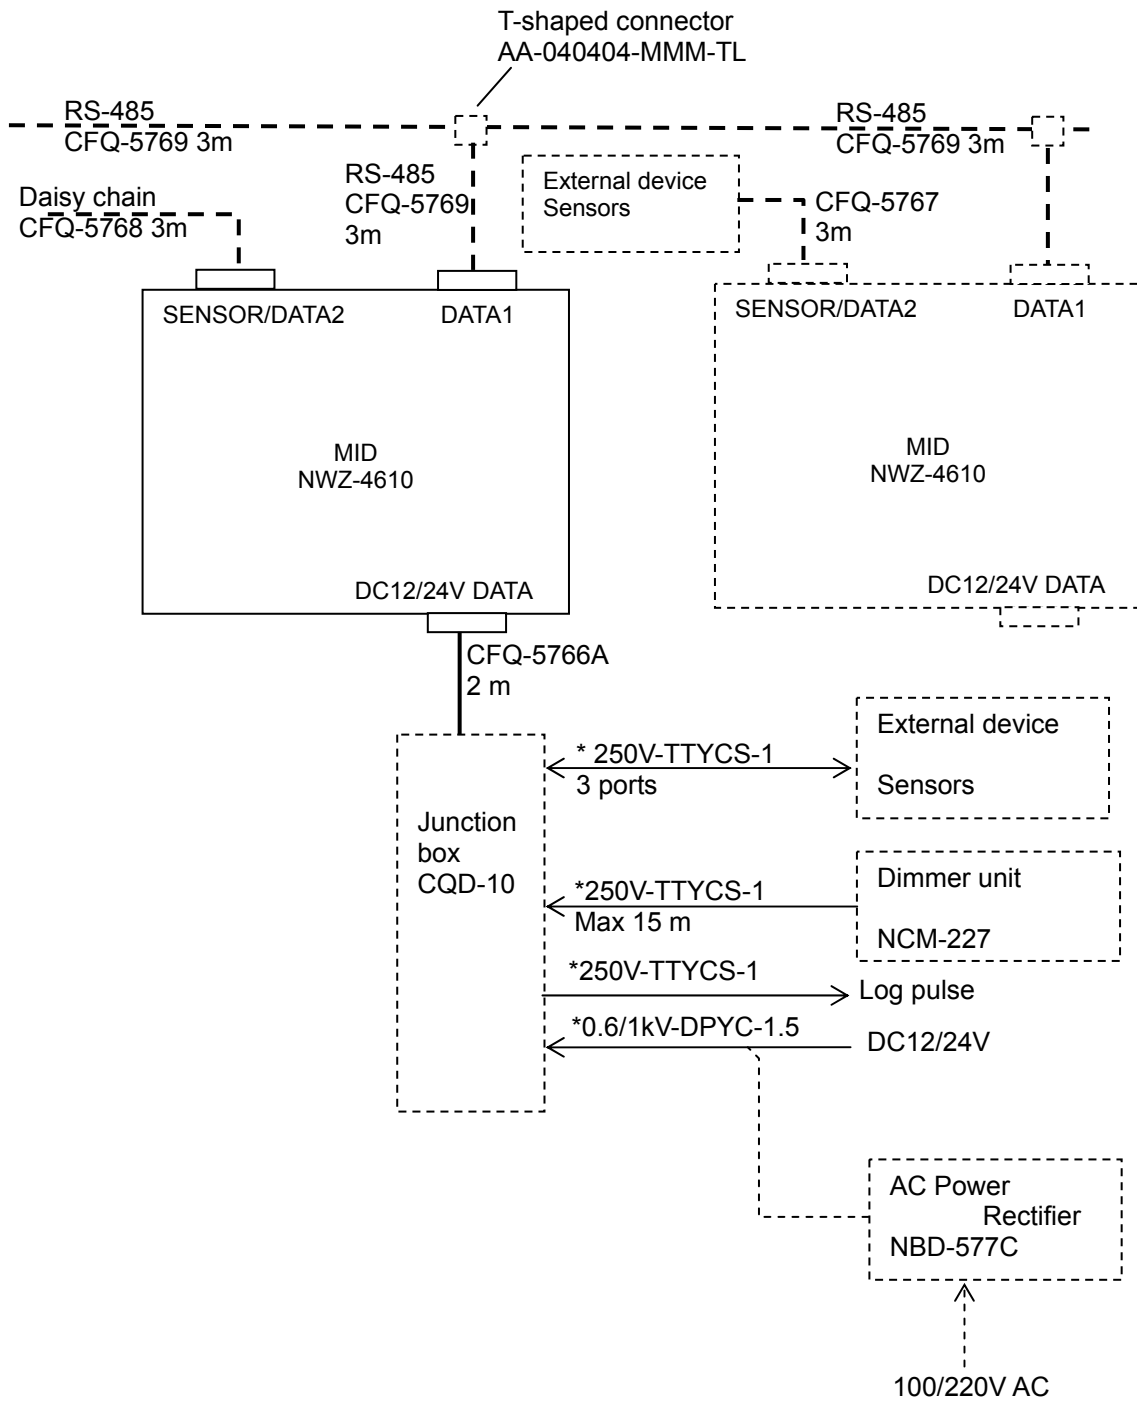 T-shaped connector
AA-040404-MMM-TL
RS-485
CFQ-5769 3m
RS-485
CFQ-5769 3m
RS-485
CFQ-5769
3m
External device
Sensors
Daisy chain
CFQ-5768 3m
CFQ-5767
3m
SENSOR/DATA2
DATA1
SENSOR/DATA2
DATA1
MID
NWZ-4610
MID
NWZ-4610
DC12/24V DATA
DC12/24V DATA
CFQ-5766A
2 m
Junction
box
CQD-10
* 250V-TTYCS-1
3 ports
External device
Sensors
*250V-TTYCS-1
Max 15 m
Dimmer unit
NCM-227
*250V-TTYCS-1
Log pulse
*0.6/1kV-DPYC-1.5
DC12/24V
AC Power
Rectifier
NBD-577C
100/220V AC